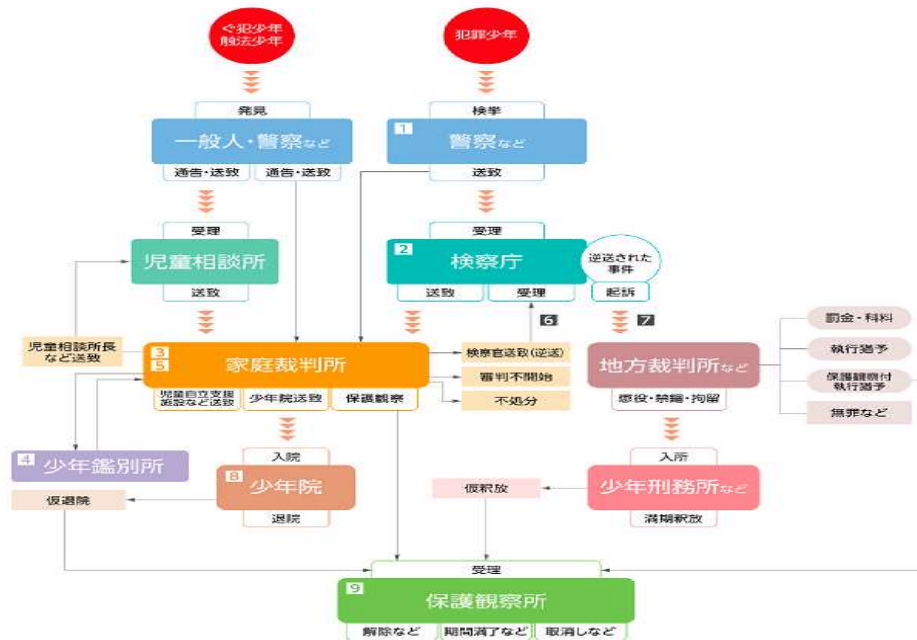 ぐ犯少年
触法少年
犯罪少年
発見
一般人・警察など
通告・送致
通告・送致
検挙
1
警察など
送致
受理
児童相談所
送致
受理
2
検察庁
送致
受理
逆送された
事件
起訴
6
7
児童相談所長
など送致
3
5
家庭裁判所
児童自立支援
施設など送致
少年院送致
保護観察
検察官送致(逆送)
審判不開始
不処分
地方裁判所など
懲役・禁錮・拘留
罰金・科料
執行猶予
保護観察付
執行猶予
無罪など
4
少年鑑別所
入院
8
少年院
退院
仮退院
仮釈放
入所
少年刑務所など
満期釈放
受理
9
保護観察所
解除など
期間満了など
取消しなど